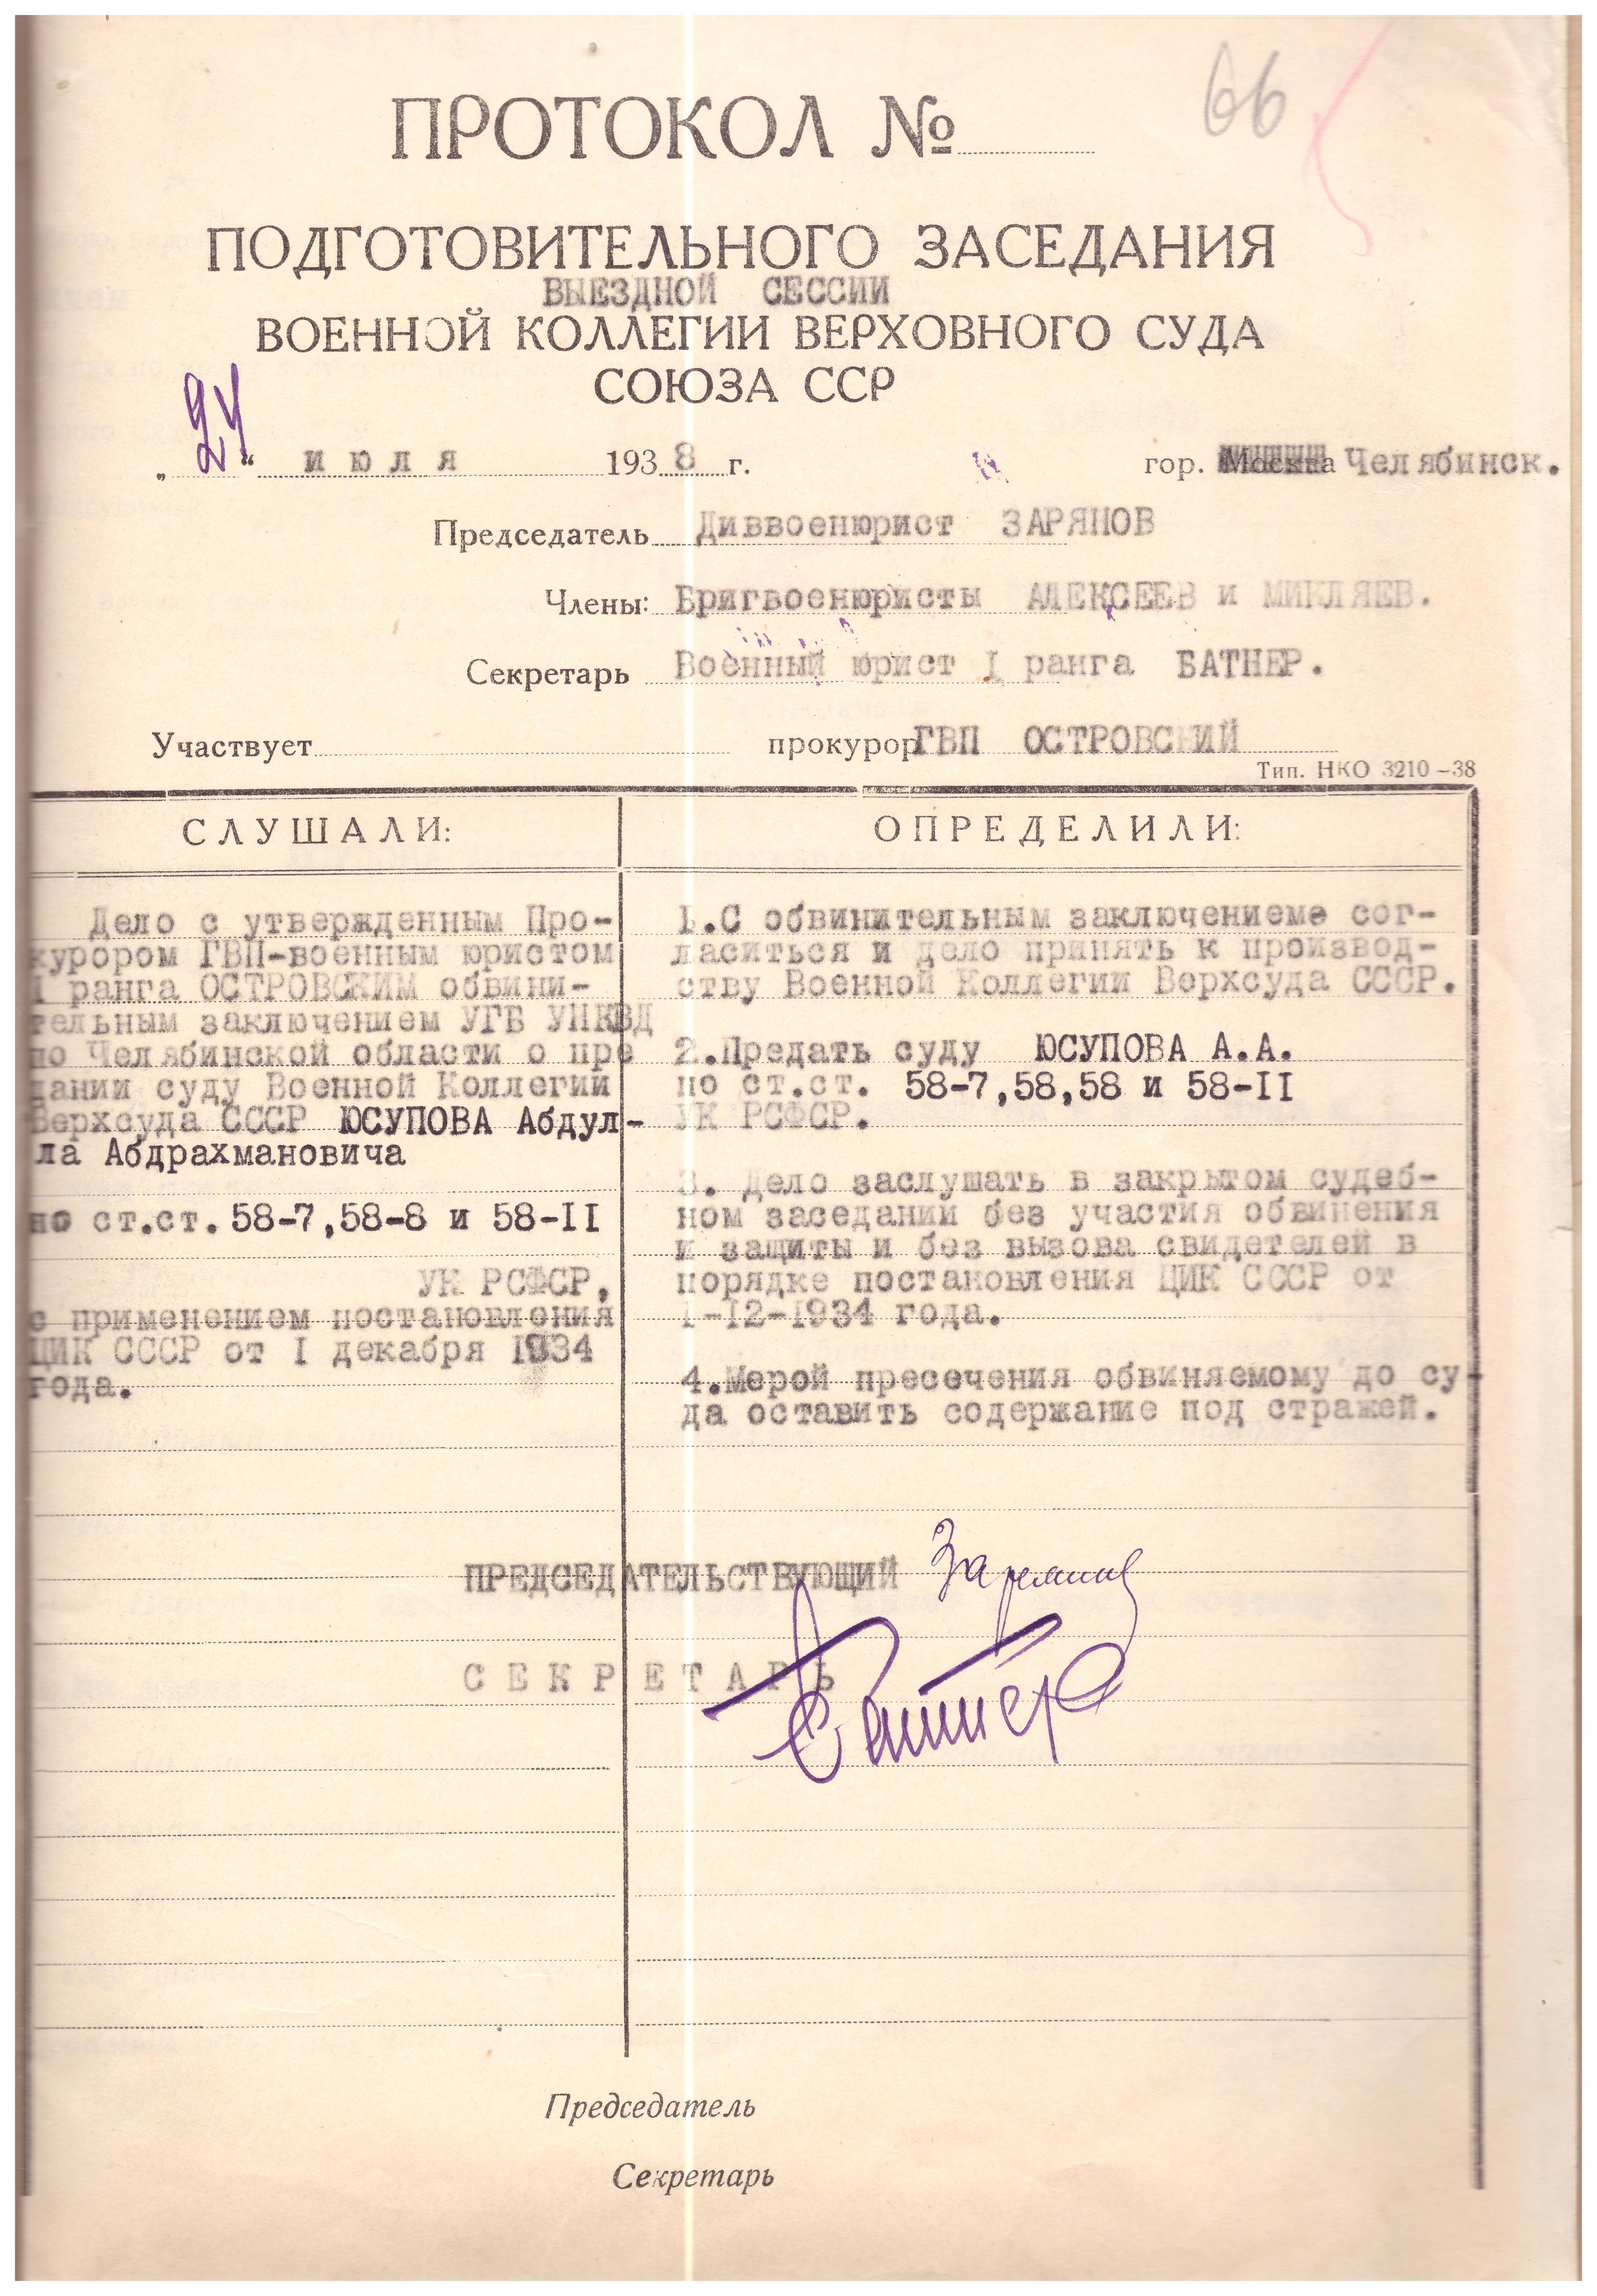 66
ПРОТОКОЛ №
ПОДГОТОВИТЕЛЬНОГО ЗАСЕДАНИЯ
ВЫЕЗДНОЙ СЕССИИ
ВОЕННОЙ КОЛЛЕГИИ ВЕРХОВНОГО СУДА
СОЮЗА ССР
„24“ июля 1938 г. гор. Москва Челябинск.
Председатель Диввоенюрист ЗАРЯНОВ
Члены: Бригвоенюристы АЛЕКСЕЕВ и МИКЛЯЕВ.
Секретарь Военный юрист I ранга БАТНЕР.
Участвует прокурор ГВП ОСТРОВСКИЙ
Тип. НКО 3210-38
СЛУШАЛИ:
Дело с утвержденным Про-
курором ГВП-военным юристом
I ранга ОСТРОВСКИМ обвини-
тельным заключением УГБ УНКВД
по Челябинской области о пре
дании суду Военной Коллегии
Верхсуда СССР ЮСУПОВА Абдул-
ла Абдрахмановича
по ст.ст. 58-7,58-8 и 58-II
УК РСФСР,
с применением постановления
ЦИК СССР от I декабря 1934
года.
ОПРЕДЕЛИЛИ:
1.С обвинительным заключениеме сог-
ласиться и дело принять к производ-
ству Военной Коллегии Верхсуда СССР.
2.Предать суду ЮСУПОВА А.А.
по ст.ст. 58-7,58,58 и 58-II
УК РСФСР.
3. Дело заслушать в закрытом судеб-
ном заседании без участия обвинения
и защиты и без вызова свидетелей в
порядке постановления ЦИК СССР от
1-12-1934 года.
4.Мерой пресечения обвиняемому до су-
да оставить содержание под стражей.
ПРЕДСЕДАТЕЛЬСТВУЮЩИЙ Зарянов
СЕКРЕТАРЬ Батнер
Председатель
Секретарь